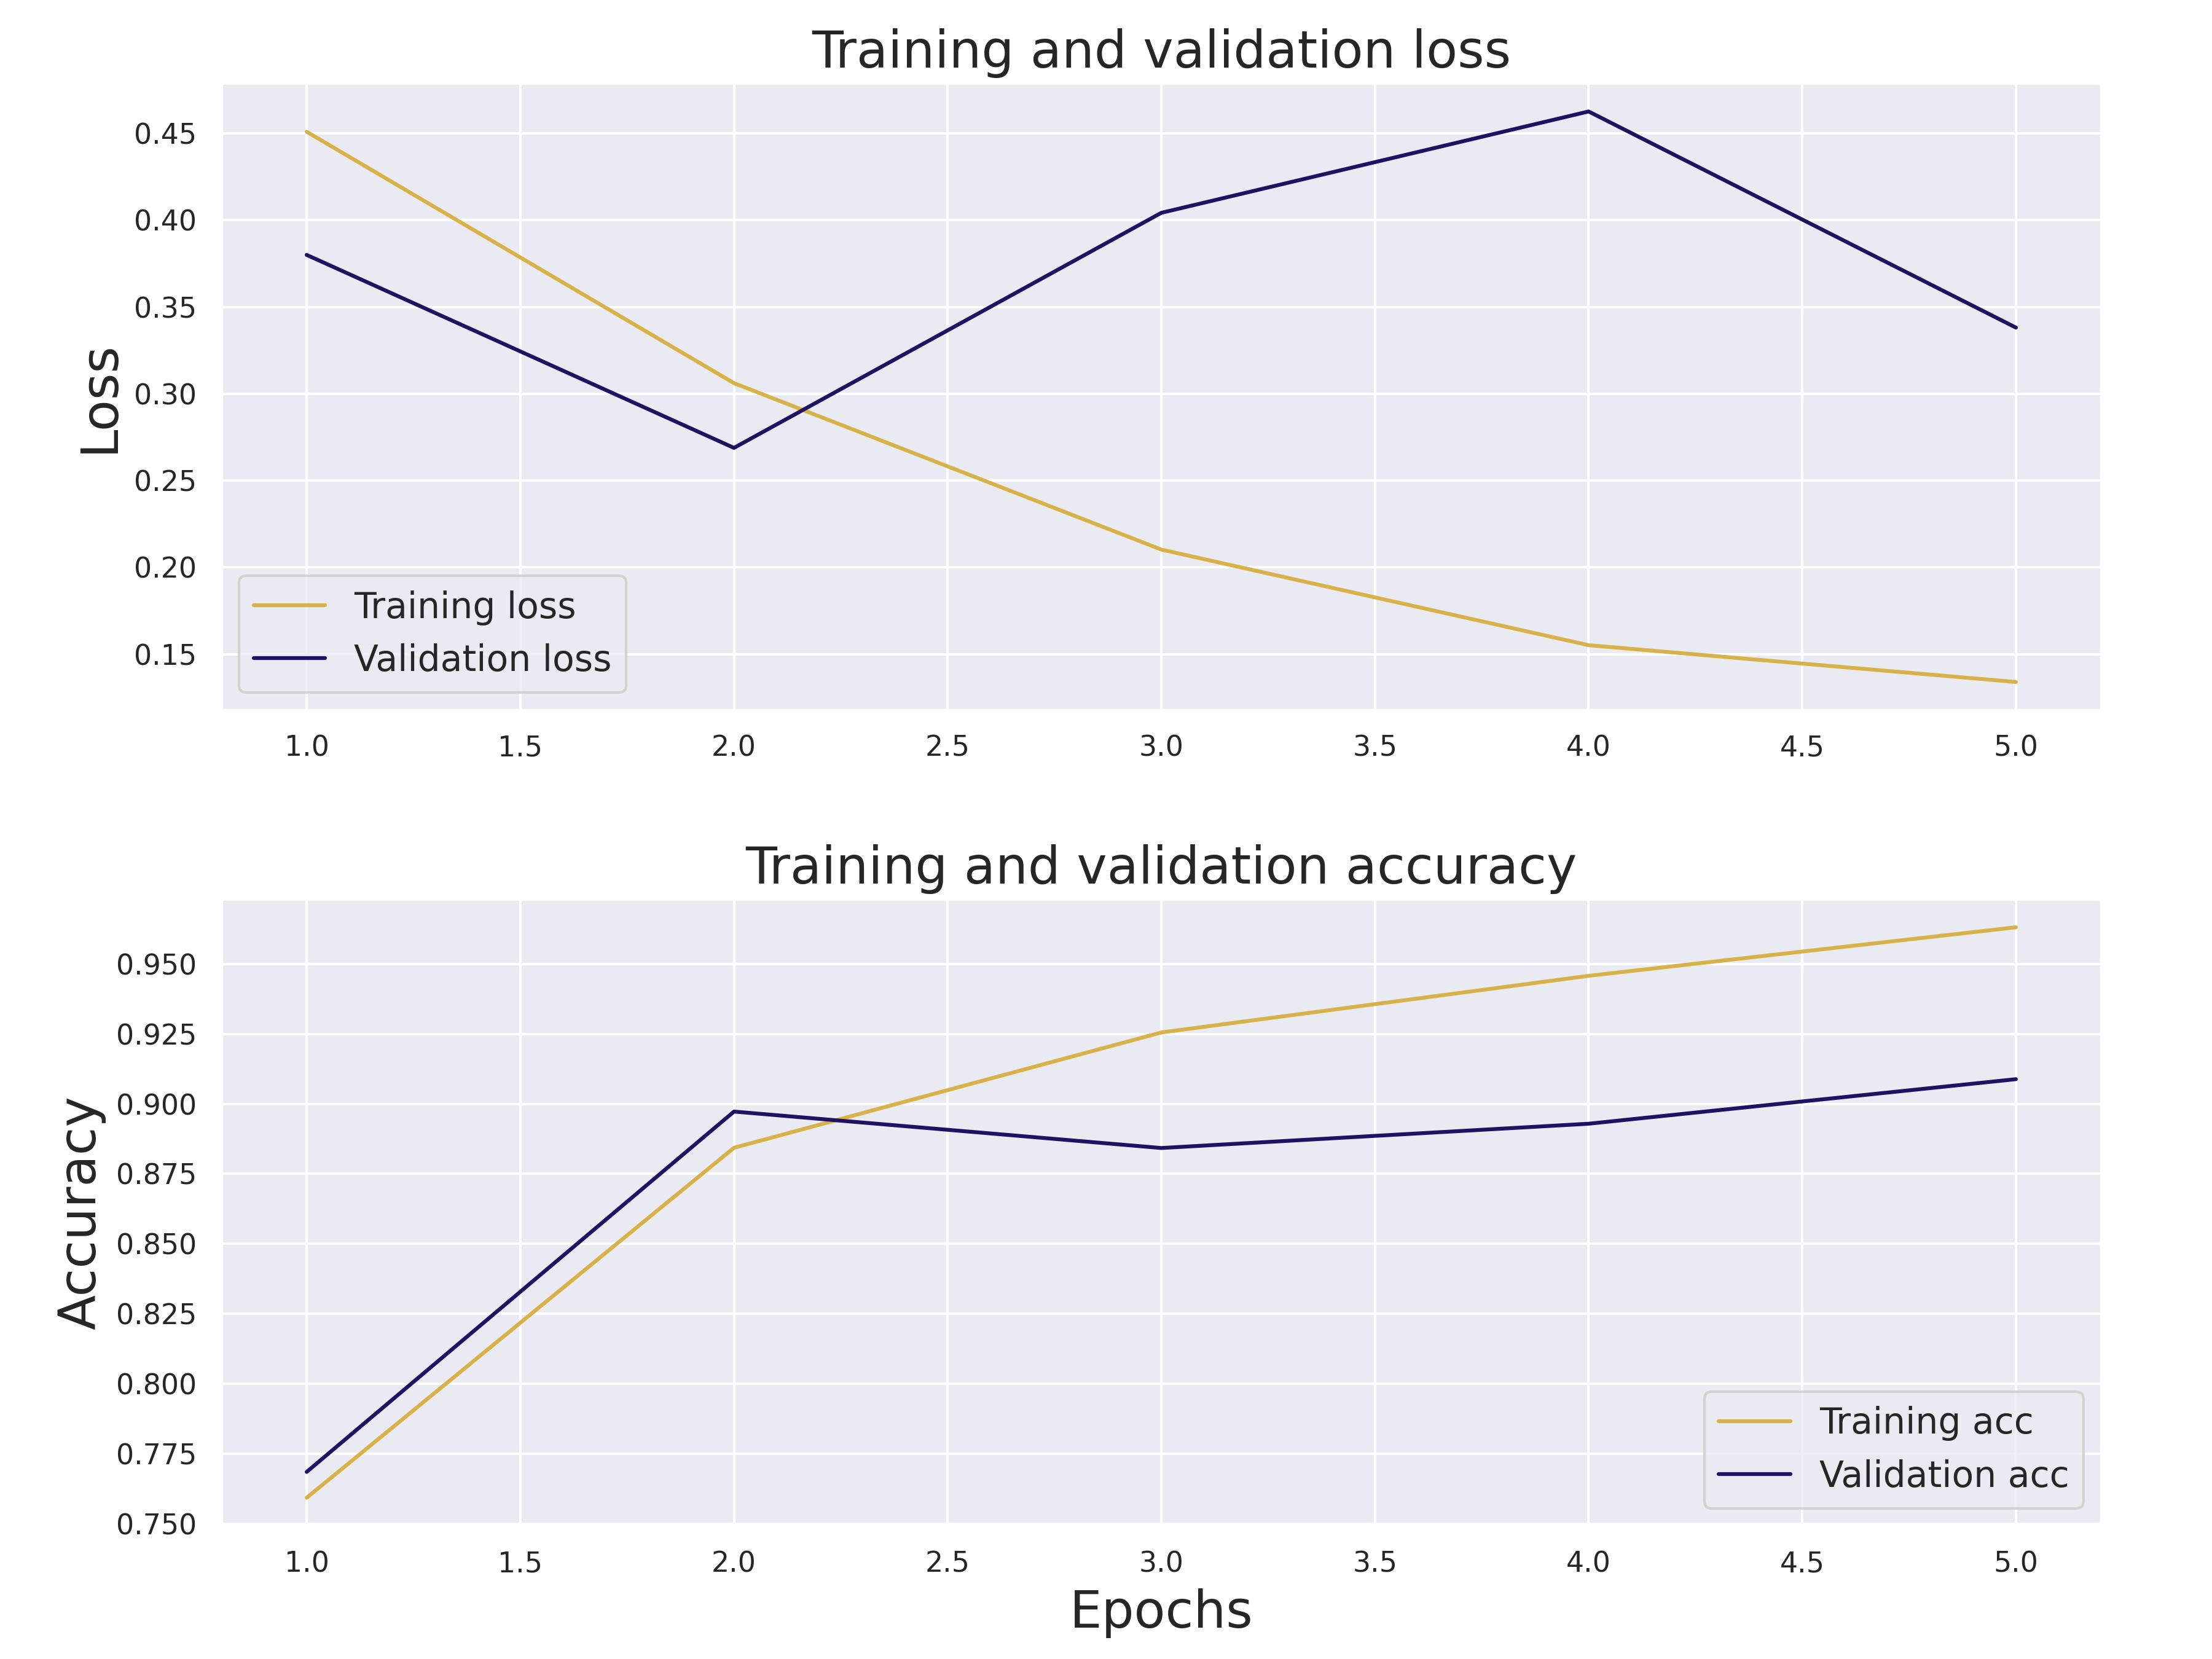 Training and validation loss
Loss
0.45
0.40
0.35
0.30
0.25
0.20
0.15
Training loss
Validation loss
1.0 1.5 2.0 2.5 3.0 3.5 4.0 4.5 5.0
Training and validation accuracy
Accuracy
0.950
0.925
0.900
0.875
0.850
0.825
0.800
0.775
0.750
Training acc
Validation acc
1.0 1.5 2.0 2.5 3.0 3.5 4.0 4.5 5.0
Epochs